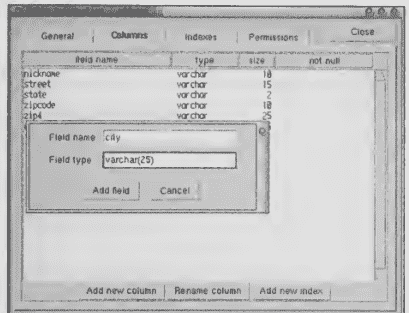 General Columns Indexes Permissions Close
field name type size not null
nickname varchar 10
street varchar 15
state varchar 2
zipcode varchar 10
zip4 varchar 25
Field name city
Field type varchar(25)
Add field Cancel
Add new column Rename column Add new index